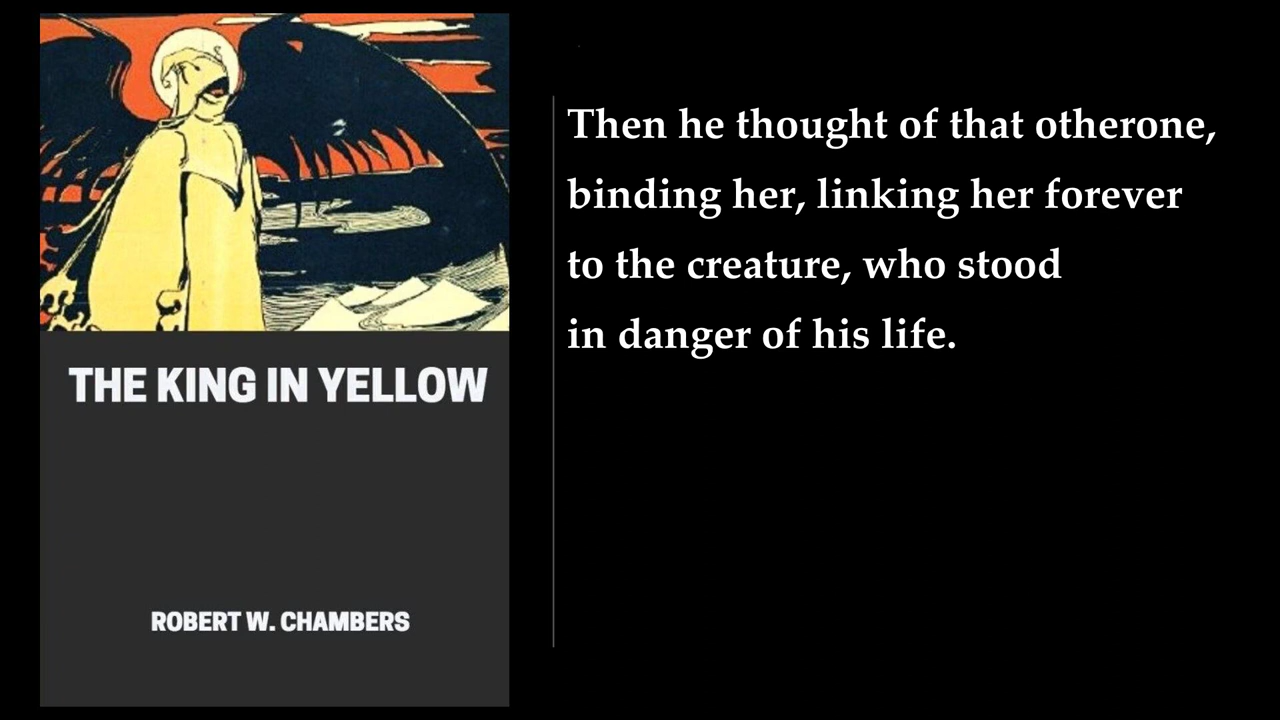 THE KING IN YELLOW
ROBERT W. CHAMBERS
Then he thought of that otherone,
binding her, linking her forever
to the creature, who stood
in danger of his life.